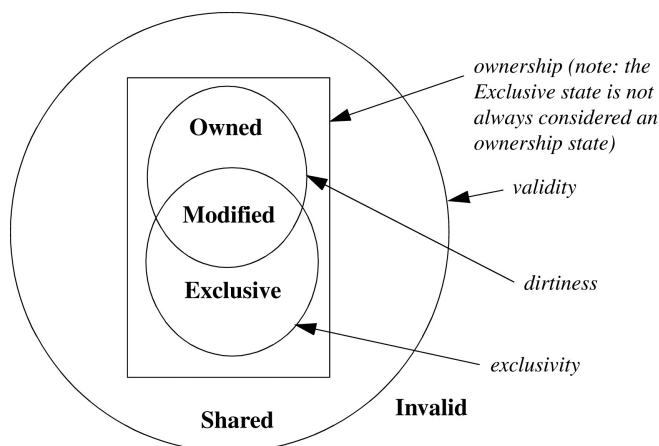 ownership (note: the
Exclusive state is not
always considered an
ownership state)
Owned
validity
Modified
dirtiness
Exclusive
exclusivity
Shared
Invalid